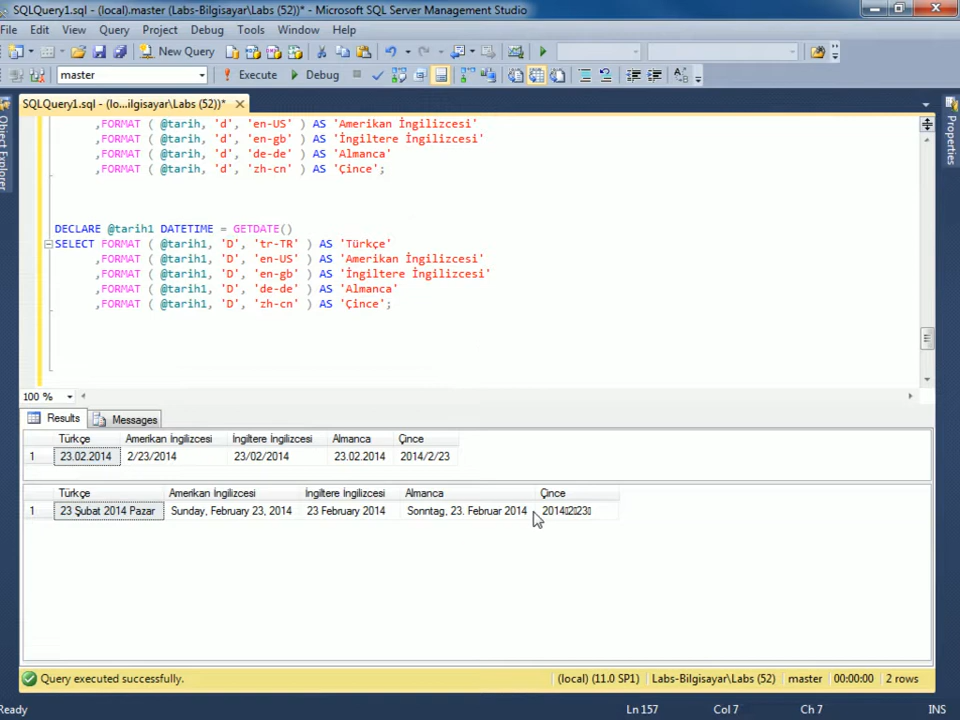 SQLQuery1.sql - (local).master (Labs-Bilgisayar\Labs (52))* - Microsoft SQL Server Management Studio
File Edit View Query Project Debug Tools Window Help
New Query
master Execute Debug
SQLQuery1.sql - (lo...ilgisayar\Labs (52))*
Object Explorer
Properties
,FORMAT ( @tarih, 'd', 'en-US' ) AS 'Amerikan İngilizcesi'
,FORMAT ( @tarih, 'd', 'en-gb' ) AS 'İngiltere İngilizcesi'
,FORMAT ( @tarih, 'd', 'de-de' ) AS 'Almanca'
,FORMAT ( @tarih, 'd', 'zh-cn' ) AS 'Çince';
DECLARE @tarih1 DATETIME = GETDATE()
SELECT FORMAT ( @tarih1, 'D', 'tr-TR' ) AS 'Türkçe'
,FORMAT ( @tarih1, 'D', 'en-US' ) AS 'Amerikan İngilizcesi'
,FORMAT ( @tarih1, 'D', 'en-gb' ) AS 'İngiltere İngilizcesi'
,FORMAT ( @tarih1, 'D', 'de-de' ) AS 'Almanca'
,FORMAT ( @tarih1, 'D', 'zh-cn' ) AS 'Çince';
100 %
Results Messages
Türkçe Amerikan İngilizcesi İngiltere İngilizcesi Almanca Çince
1 23.02.2014 2/23/2014 23/02/2014 23.02.2014 2014/2/23
Türkçe Amerikan İngilizcesi İngiltere İngilizcesi Almanca Çince
1 23 Şubat 2014 Pazar Sunday, February 23, 2014 23 February 2014 Sonntag, 23. Februar 2014 2014▯2▯23▯
Query executed successfully. (local) (11.0 SP1) Labs-Bilgisayar\Labs (52) master 00:00:00 2 rows
Ready Ln 157 Col 7 Ch 7 INS